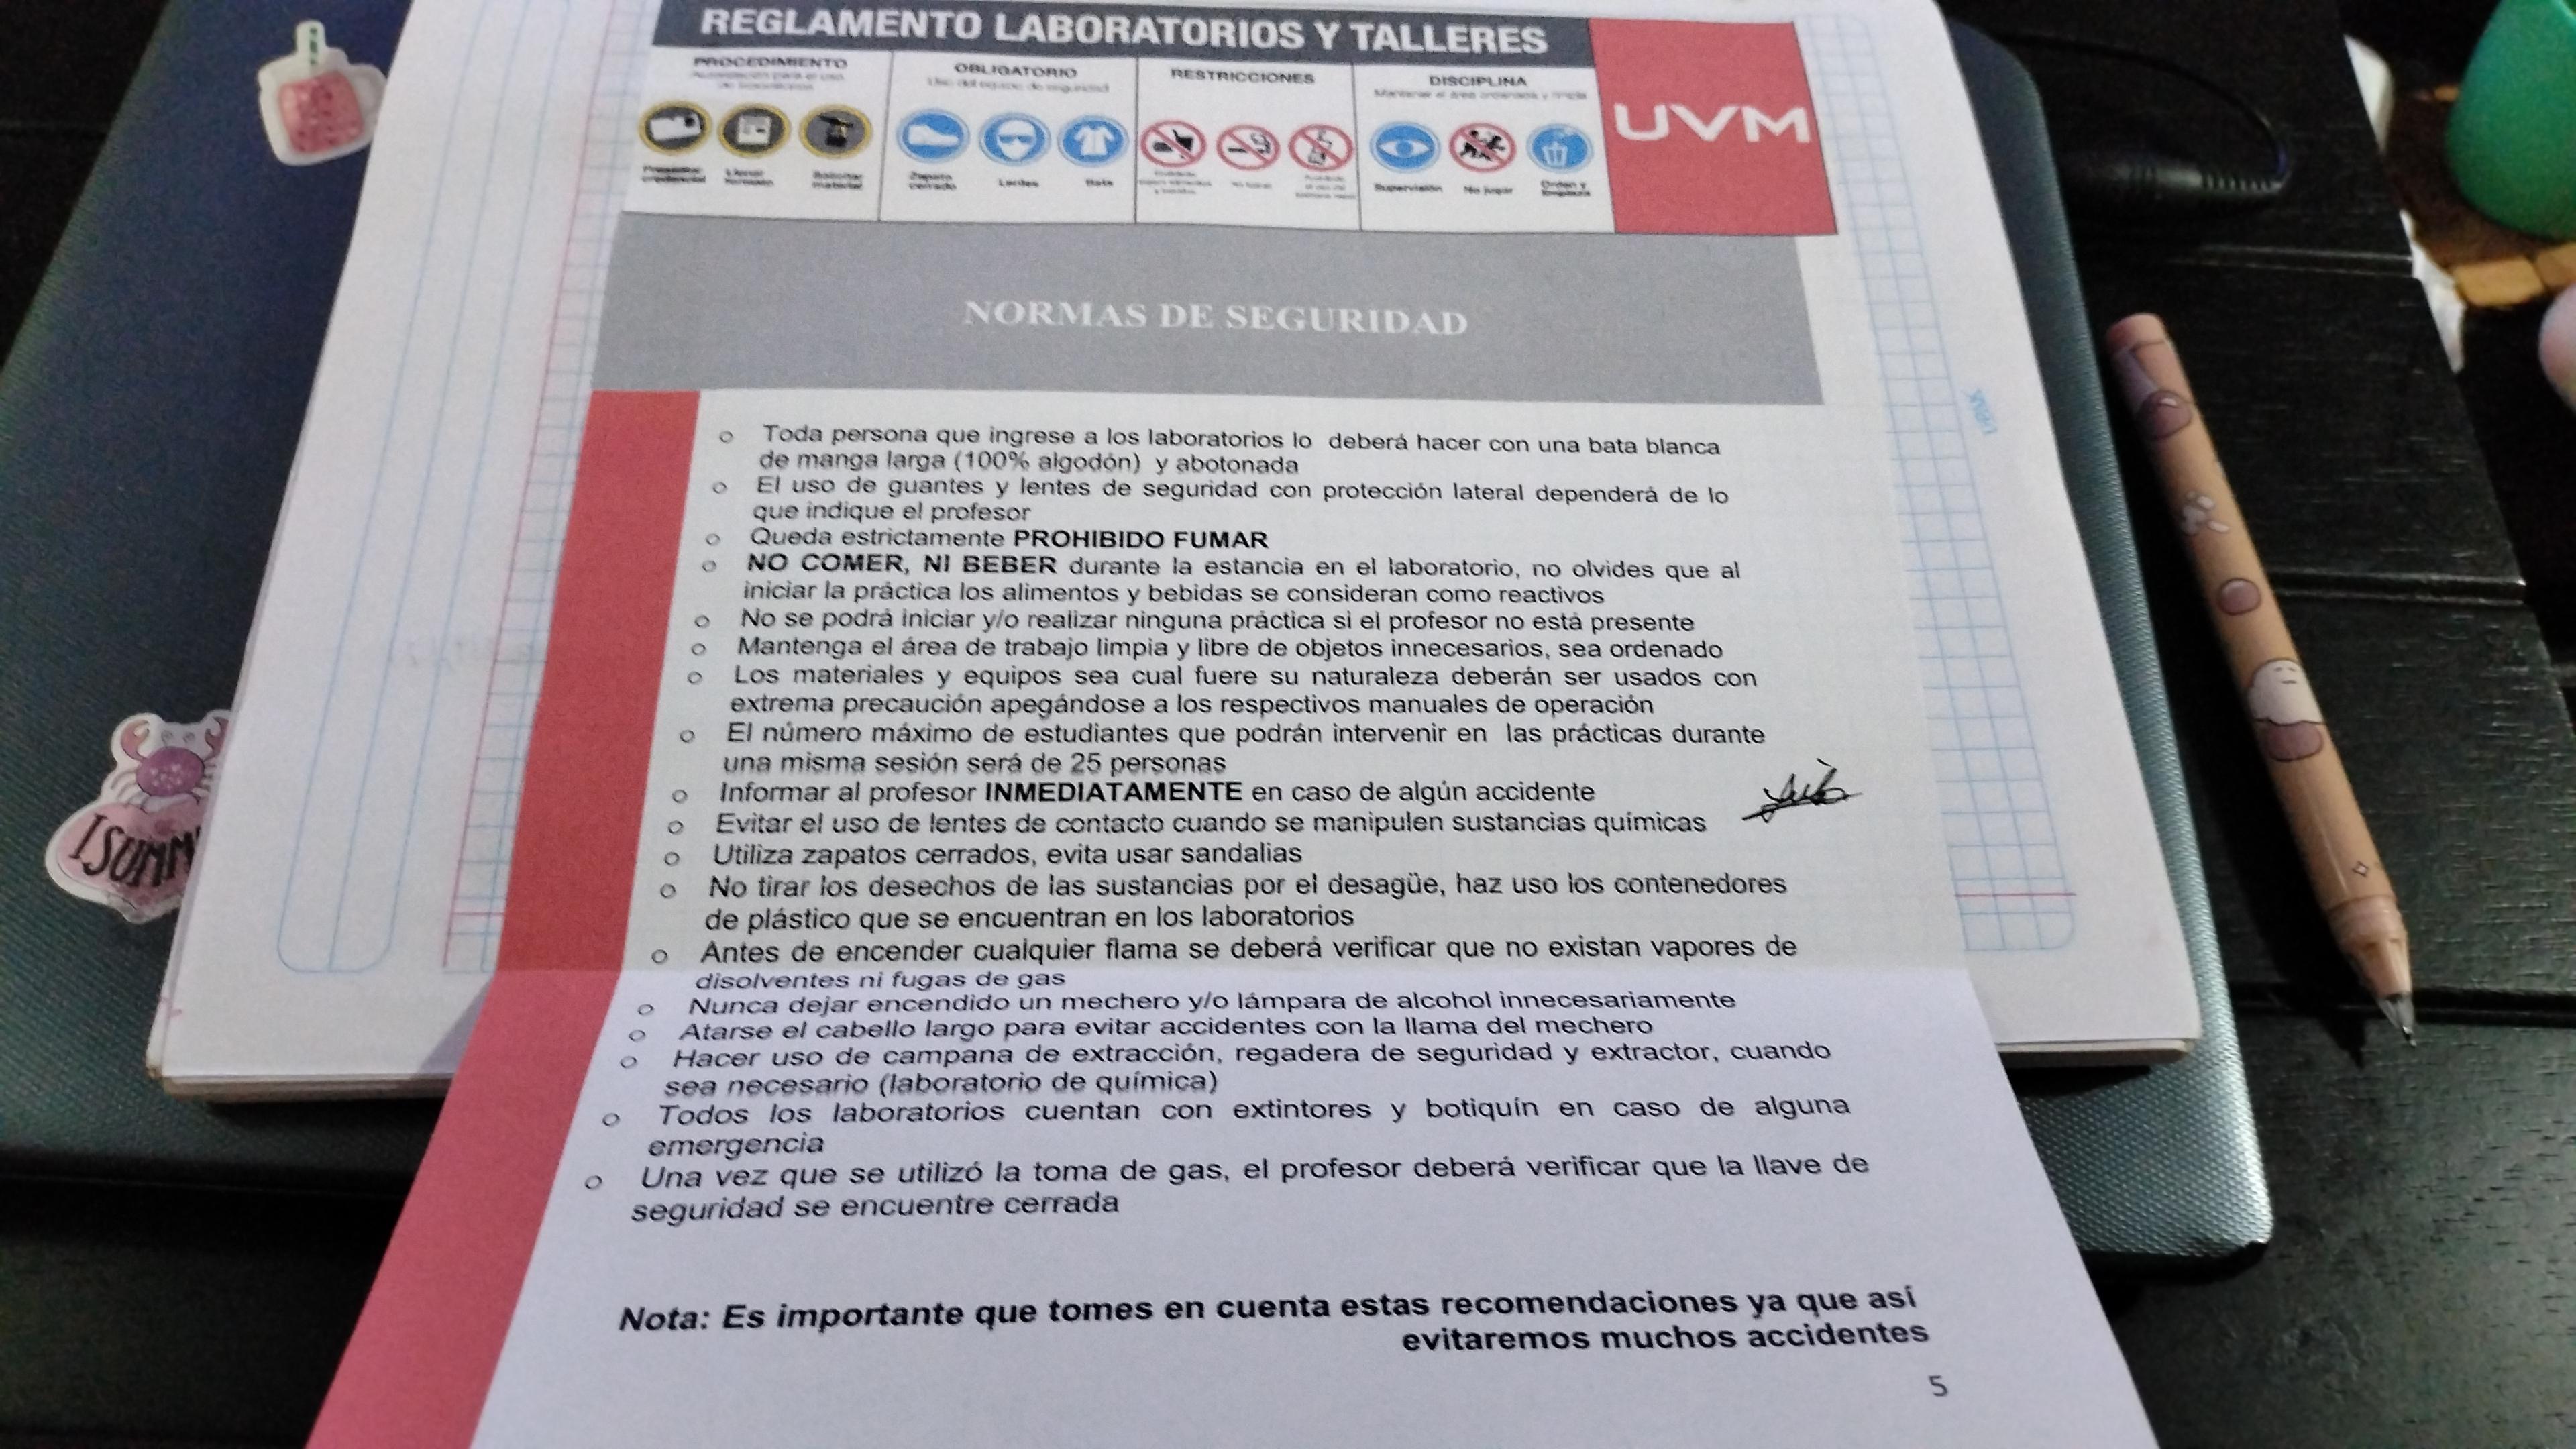 REGLAMENTO LABORATORIOS Y TALLERES
PROCEDIMIENTO
OBLIGATORIO
Uso del equipo de seguridad
RESTRICCIONES
DISCIPLINA
Mantener el área ordenada y limpia
UVM
Presentar credencial
Llenar formato
Solicitar material
Zapato cerrado
Lentes
Bata
No fumar
Supervisión
No jugar
Orden y limpieza
NORMAS DE SEGURIDAD
○ Toda persona que ingrese a los laboratorios lo deberá hacer con una bata blanca
de manga larga (100% algodón) y abotonada
○ El uso de guantes y lentes de seguridad con protección lateral dependerá de lo
que indique el profesor
○ Queda estrictamente PROHIBIDO FUMAR
○ NO COMER, NI BEBER durante la estancia en el laboratorio, no olvides que al
iniciar la práctica los alimentos y bebidas se consideran como reactivos
○ No se podrá iniciar y/o realizar ninguna práctica si el profesor no está presente
○ Mantenga el área de trabajo limpia y libre de objetos innecesarios, sea ordenado
○ Los materiales y equipos sea cual fuere su naturaleza deberán ser usados con
extrema precaución apegándose a los respectivos manuales de operación
○ El número máximo de estudiantes que podrán intervenir en las prácticas durante
una misma sesión será de 25 personas
○ Informar al profesor INMEDIATAMENTE en caso de algún accidente
○ Evitar el uso de lentes de contacto cuando se manipulen sustancias químicas
○ Utiliza zapatos cerrados, evita usar sandalias
○ No tirar los desechos de las sustancias por el desagüe, haz uso los contenedores
de plástico que se encuentran en los laboratorios
○ Antes de encender cualquier flama se deberá verificar que no existan vapores de
disolventes ni fugas de gas
○ Nunca dejar encendido un mechero y/o lámpara de alcohol innecesariamente
○ Atarse el cabello largo para evitar accidentes con la llama del mechero
○ Hacer uso de campana de extracción, regadera de seguridad y extractor, cuando
sea necesario (laboratorio de química)
○ Todos los laboratorios cuentan con extintores y botiquín en caso de alguna
emergencia
○ Una vez que se utilizó la toma de gas, el profesor deberá verificar que la llave de
seguridad se encuentre cerrada
Nota: Es importante que tomes en cuenta estas recomendaciones ya que así
evitaremos muchos accidentes
5
I SUMM